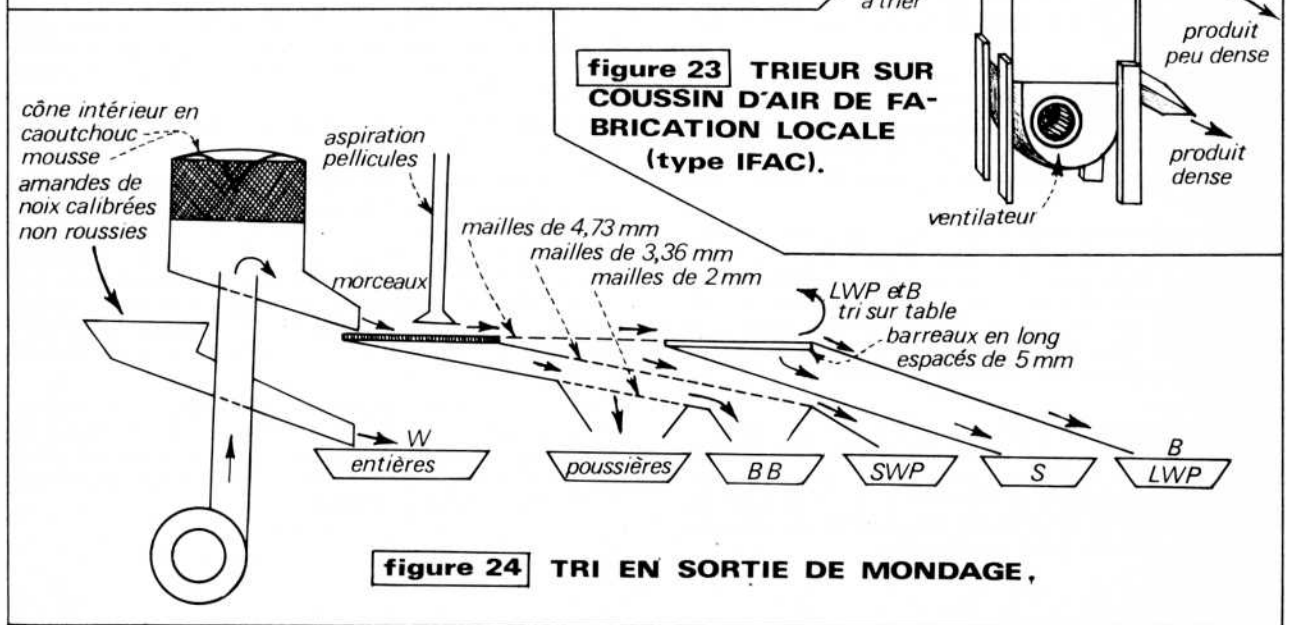 à trier
produit
peu dense
figure 23 TRIEUR SUR
COUSSIN D'AIR DE FA-
BRICATION LOCALE
(type IFAC).
produit
dense
ventilateur
cône intérieur en
caoutchouc
mousse
amandes de
noix calibrées
non roussies
aspiration
pellicules
mailles de 4,73 mm
mailles de 3,36 mm
mailles de 2 mm
morceaux
LWP et B
tri sur table
barreaux en long
espacés de 5 mm
W
entières
poussières
BB
SWP
S
B
LWP
figure 24 TRI EN SORTIE DE MONDAGE.